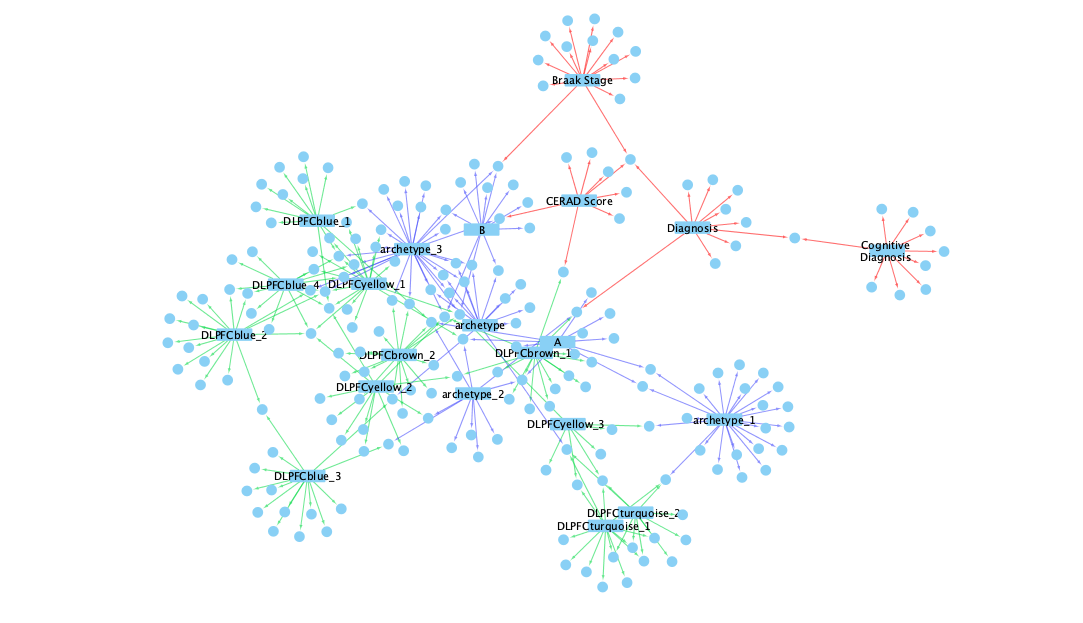 Braak Stage
CERAD Score
DLPFCblue_1
B
Diagnosis
archetype_3
Cognitive
Diagnosis
DLPFCblue_4
DLPFCyellow_1
archetype
DLPFCblue_2
A
DLPFCbrown_2
DLPFCbrown_1
DLPFCyellow_2
archetype_2
archetype_1
DLPFCyellow_3
DLPFCblue_3
DLPFCturquoise_2
DLPFCturquoise_1